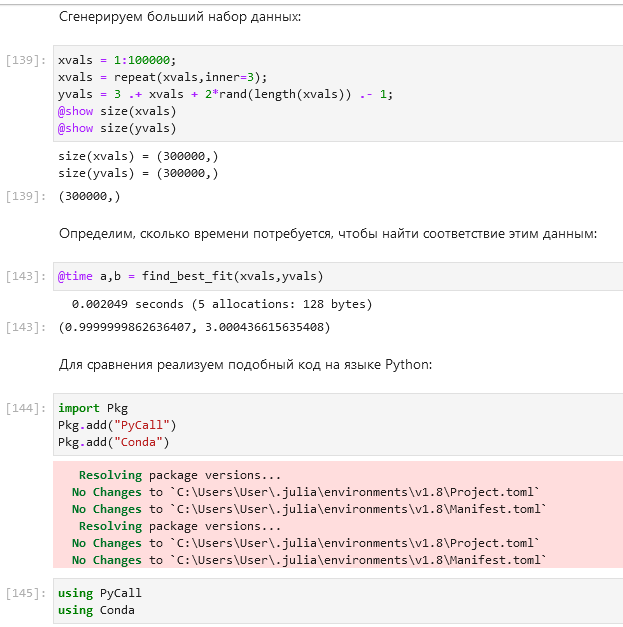 Сгенерируем больший набор данных:
[139]: xvals = 1:100000;
xvals = repeat(xvals,inner=3);
yvals = 3 .+ xvals + 2*rand(length(xvals)) .- 1;
@show size(xvals)
@show size(yvals)
size(xvals) = (300000,)
size(yvals) = (300000,)
[139]: (300000,)
Определим, сколько времени потребуется, чтобы найти соответствие этим данным:
[143]: @time a,b = find_best_fit(xvals,yvals)
0.002049 seconds (5 allocations: 128 bytes)
[143]: (0.9999999862636407, 3.000436615635408)
Для сравнения реализуем подобный код на языке Python:
[144]: import Pkg
Pkg.add("PyCall")
Pkg.add("Conda")
Resolving package versions...
No Changes to `C:\Users\User\.julia\environments\v1.8\Project.toml`
No Changes to `C:\Users\User\.julia\environments\v1.8\Manifest.toml`
Resolving package versions...
No Changes to `C:\Users\User\.julia\environments\v1.8\Project.toml`
No Changes to `C:\Users\User\.julia\environments\v1.8\Manifest.toml`
[145]: using PyCall
using Conda